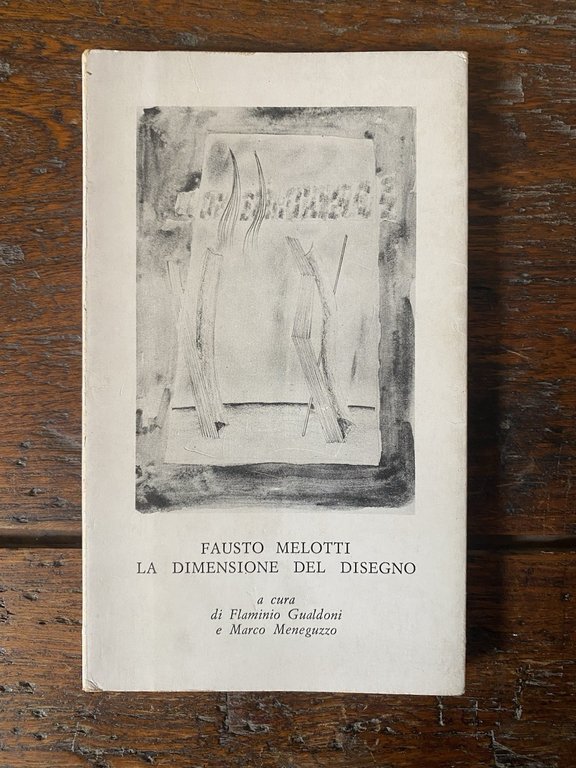 FAUSTO MELOTTI
LA DIMENSIONE DEL DISEGNO
a cura
di Flaminio Gualdoni
e Marco Meneguzzo